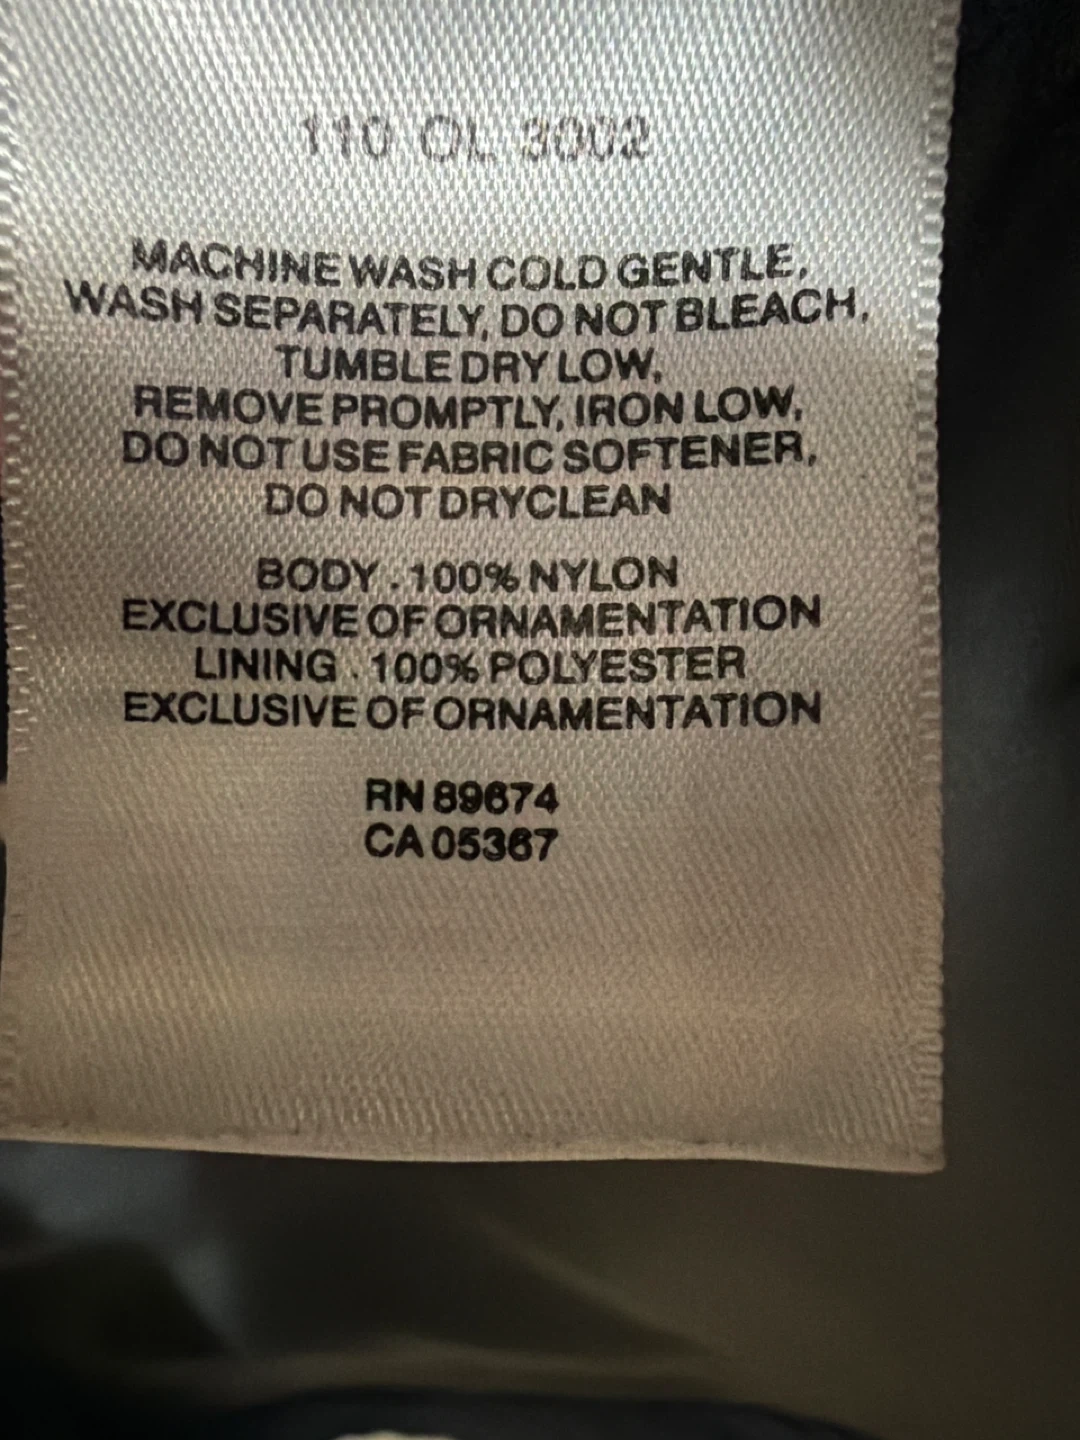 110 OL 3002
MACHINE WASH COLD GENTLE,
WASH SEPARATELY, DO NOT BLEACH,
TUMBLE DRY LOW,
REMOVE PROMPTLY, IRON LOW,
DO NOT USE FABRIC SOFTENER,
DO NOT DRYCLEAN
BODY . 100% NYLON
EXCLUSIVE OF ORNAMENTATION
LINING . 100% POLYESTER
EXCLUSIVE OF ORNAMENTATION
RN 89674
CA 05367